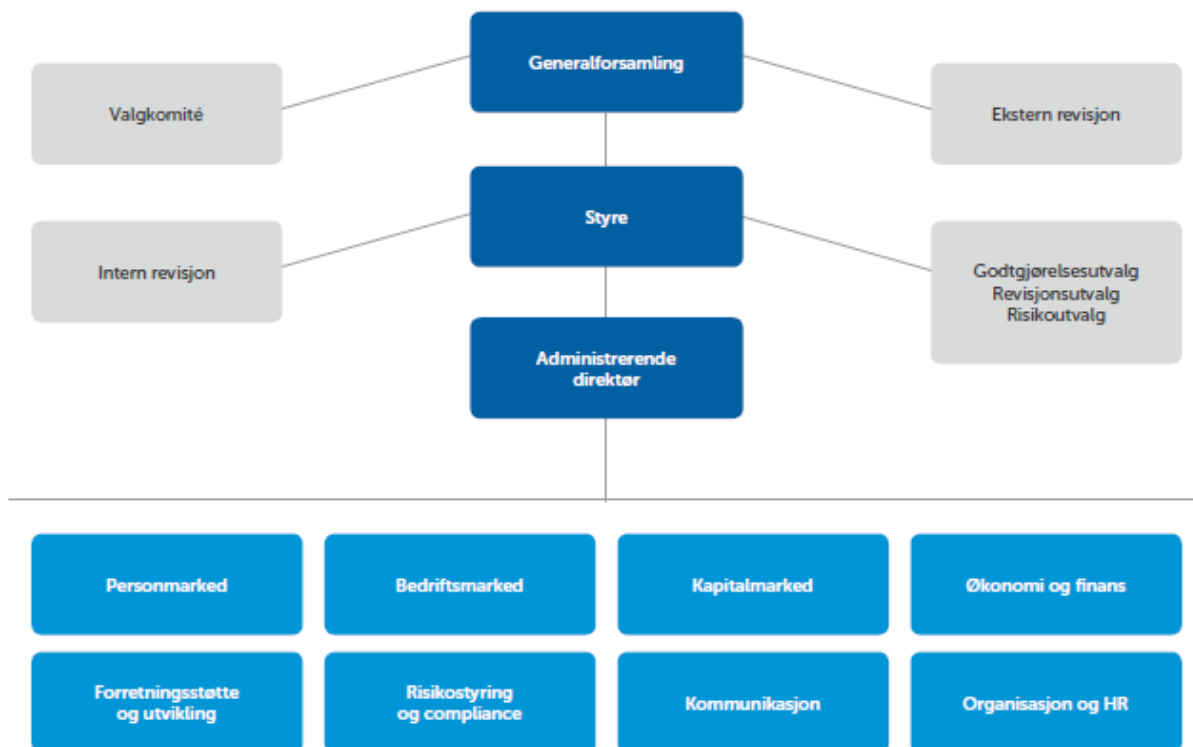 Generalforsamling
Valgkomité
Ekstern revisjon
Styre
Intern revisjon
Godtgjørelsesutvalg
Revisjonsutvalg
Risikoutvalg
Administrerende
direktør
Personmarked
Bedriftsmarked
Kapitalmarked
Økonomi og finans
Forretningsstøtte
og utvikling
Risikostyring
og compliance
Kommunikasjon
Organisasjon og HR